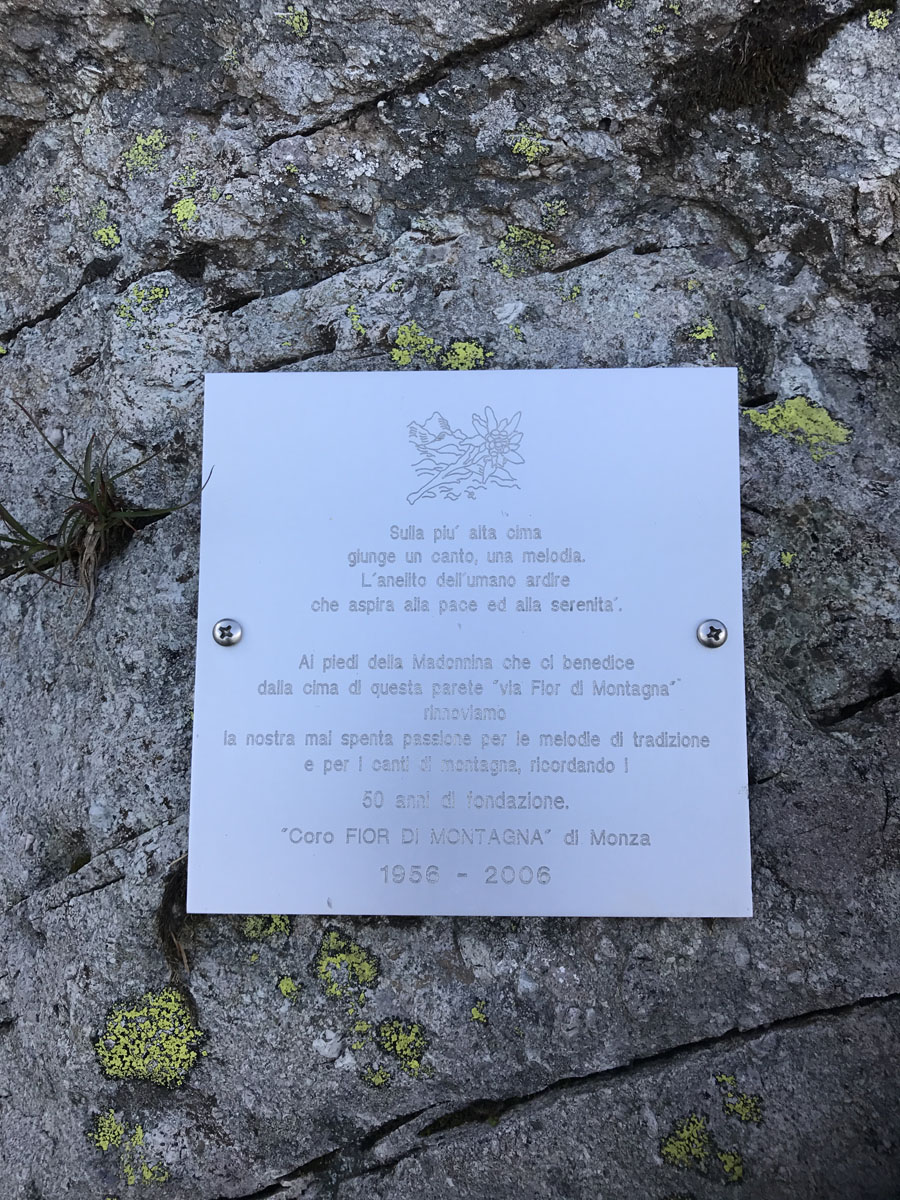 Sulla piu´ alta cima
giunge un canto, una melodia.
L´anelito dell´umano ardire
che aspira alla pace ed alla serenita´.
Ai piedi della Madonnina che ci benedice
dalla cima di questa parete "via Fior di Montagna"
rinnoviamo
la nostra mai spenta passione per le melodie di tradizione
e per i canti di montagna, ricordando i
50 anni di fondazione.
"Coro FIOR DI MONTAGNA" di Monza
1956 - 2006